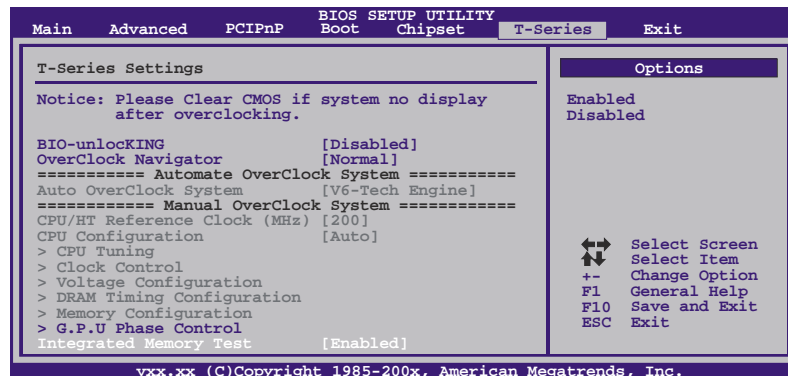 BIOS SETUP UTILITY
Main Advanced PCIPnP Boot Chipset T-Series Exit
T-Series Settings
Notice: Please Clear CMOS if system no display
after overclocking.
BIO-unlocKING [Disabled]
OverClock Navigator [Normal]
=========== Automate OverClock System ===========
Auto OverClock System [V6-Tech Engine]
============ Manual OverClock System ============
CPU/HT Reference Clock (MHz) [200]
CPU Configuration [Auto]
> CPU Tuning
> Clock Control
> Voltage Configuration
> DRAM Timing Configuration
> Memory Configuration
> G.P.U Phase Control
Integrated Memory Test [Enabled]
Options
Enabled
Disabled
Select Screen
Select Item
+- Change Option
F1 General Help
F10 Save and Exit
ESC Exit
vxx.xx (C)Copyright 1985-200x, American Megatrends, Inc.